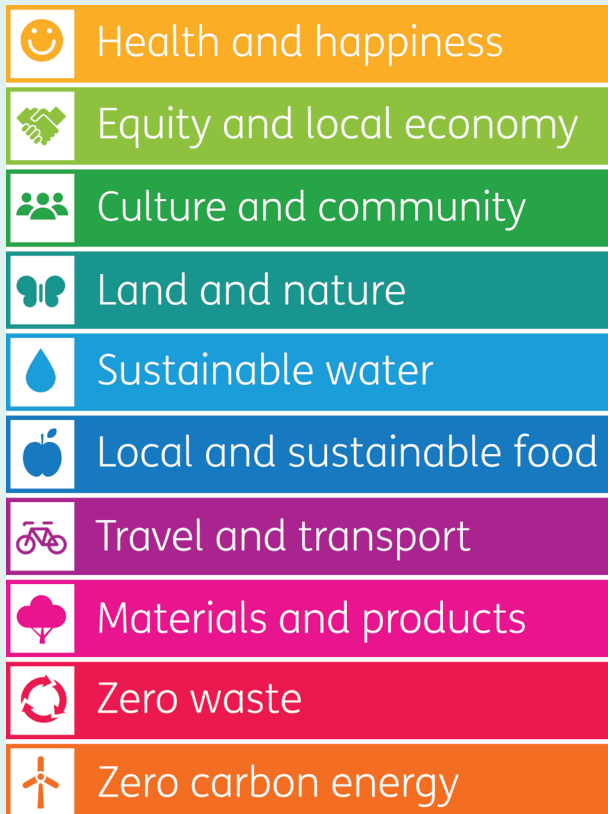 Health and happiness
Equity and local economy
Culture and community
Land and nature
Sustainable water
Local and sustainable food
Travel and transport
Materials and products
Zero waste
Zero carbon energy